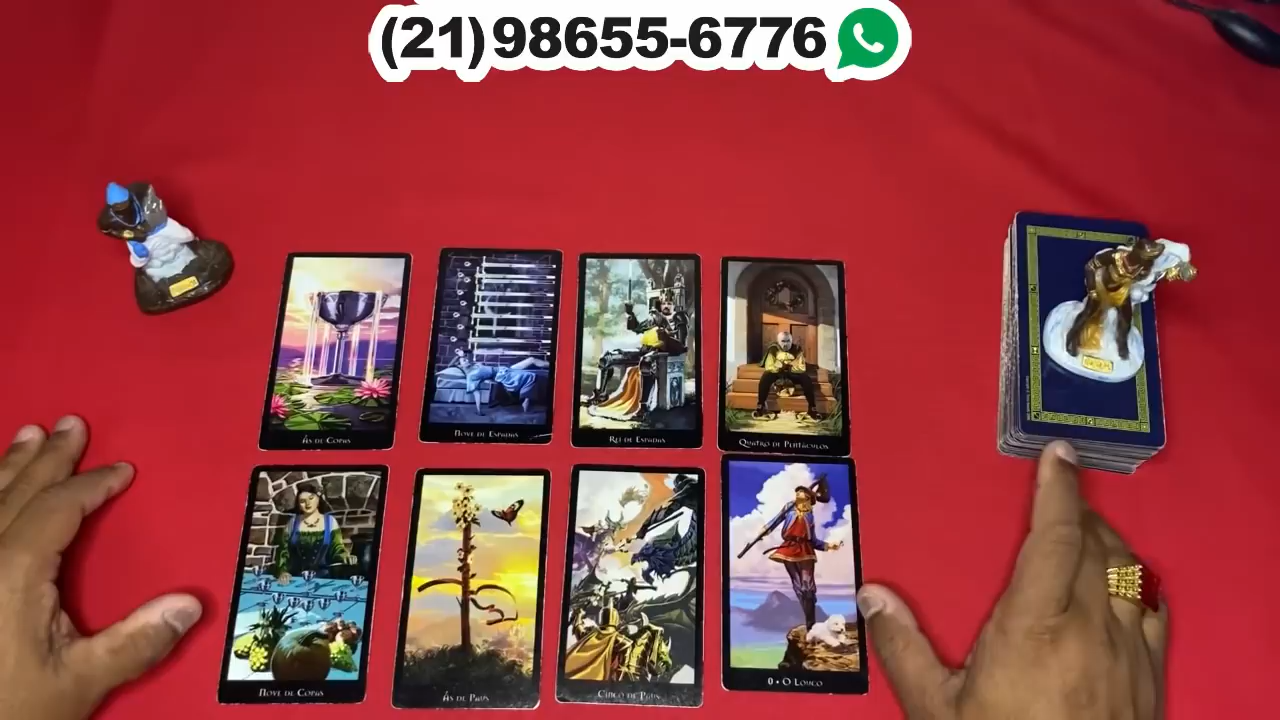 (21)98655-6776
Ás de Copas
Nove de Espadas
Rei de Espadas
Quatro de Pentáculos
Nove de Copas
Ás de Paus
Cinco de Paus
0 • O Louco